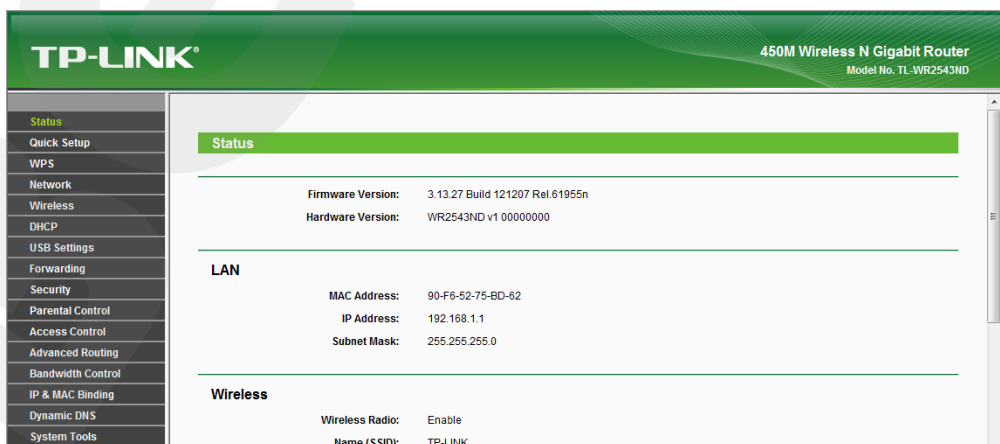 TP-LINK®
450M Wireless N Gigabit Router
Model No. TL-WR2543ND
Status
Quick Setup
WPS
Network
Wireless
DHCP
USB Settings
Forwarding
Security
Parental Control
Access Control
Advanced Routing
Bandwidth Control
IP & MAC Binding
Dynamic DNS
System Tools
Status
Firmware Version: 3.13.27 Build 121207 Rel.61955n
Hardware Version: WR2543ND v1 00000000
LAN
MAC Address: 90-F6-52-75-BD-62
IP Address: 192.168.1.1
Subnet Mask: 255.255.255.0
Wireless
Wireless Radio: Enable
Name (SSID): TP-LINK